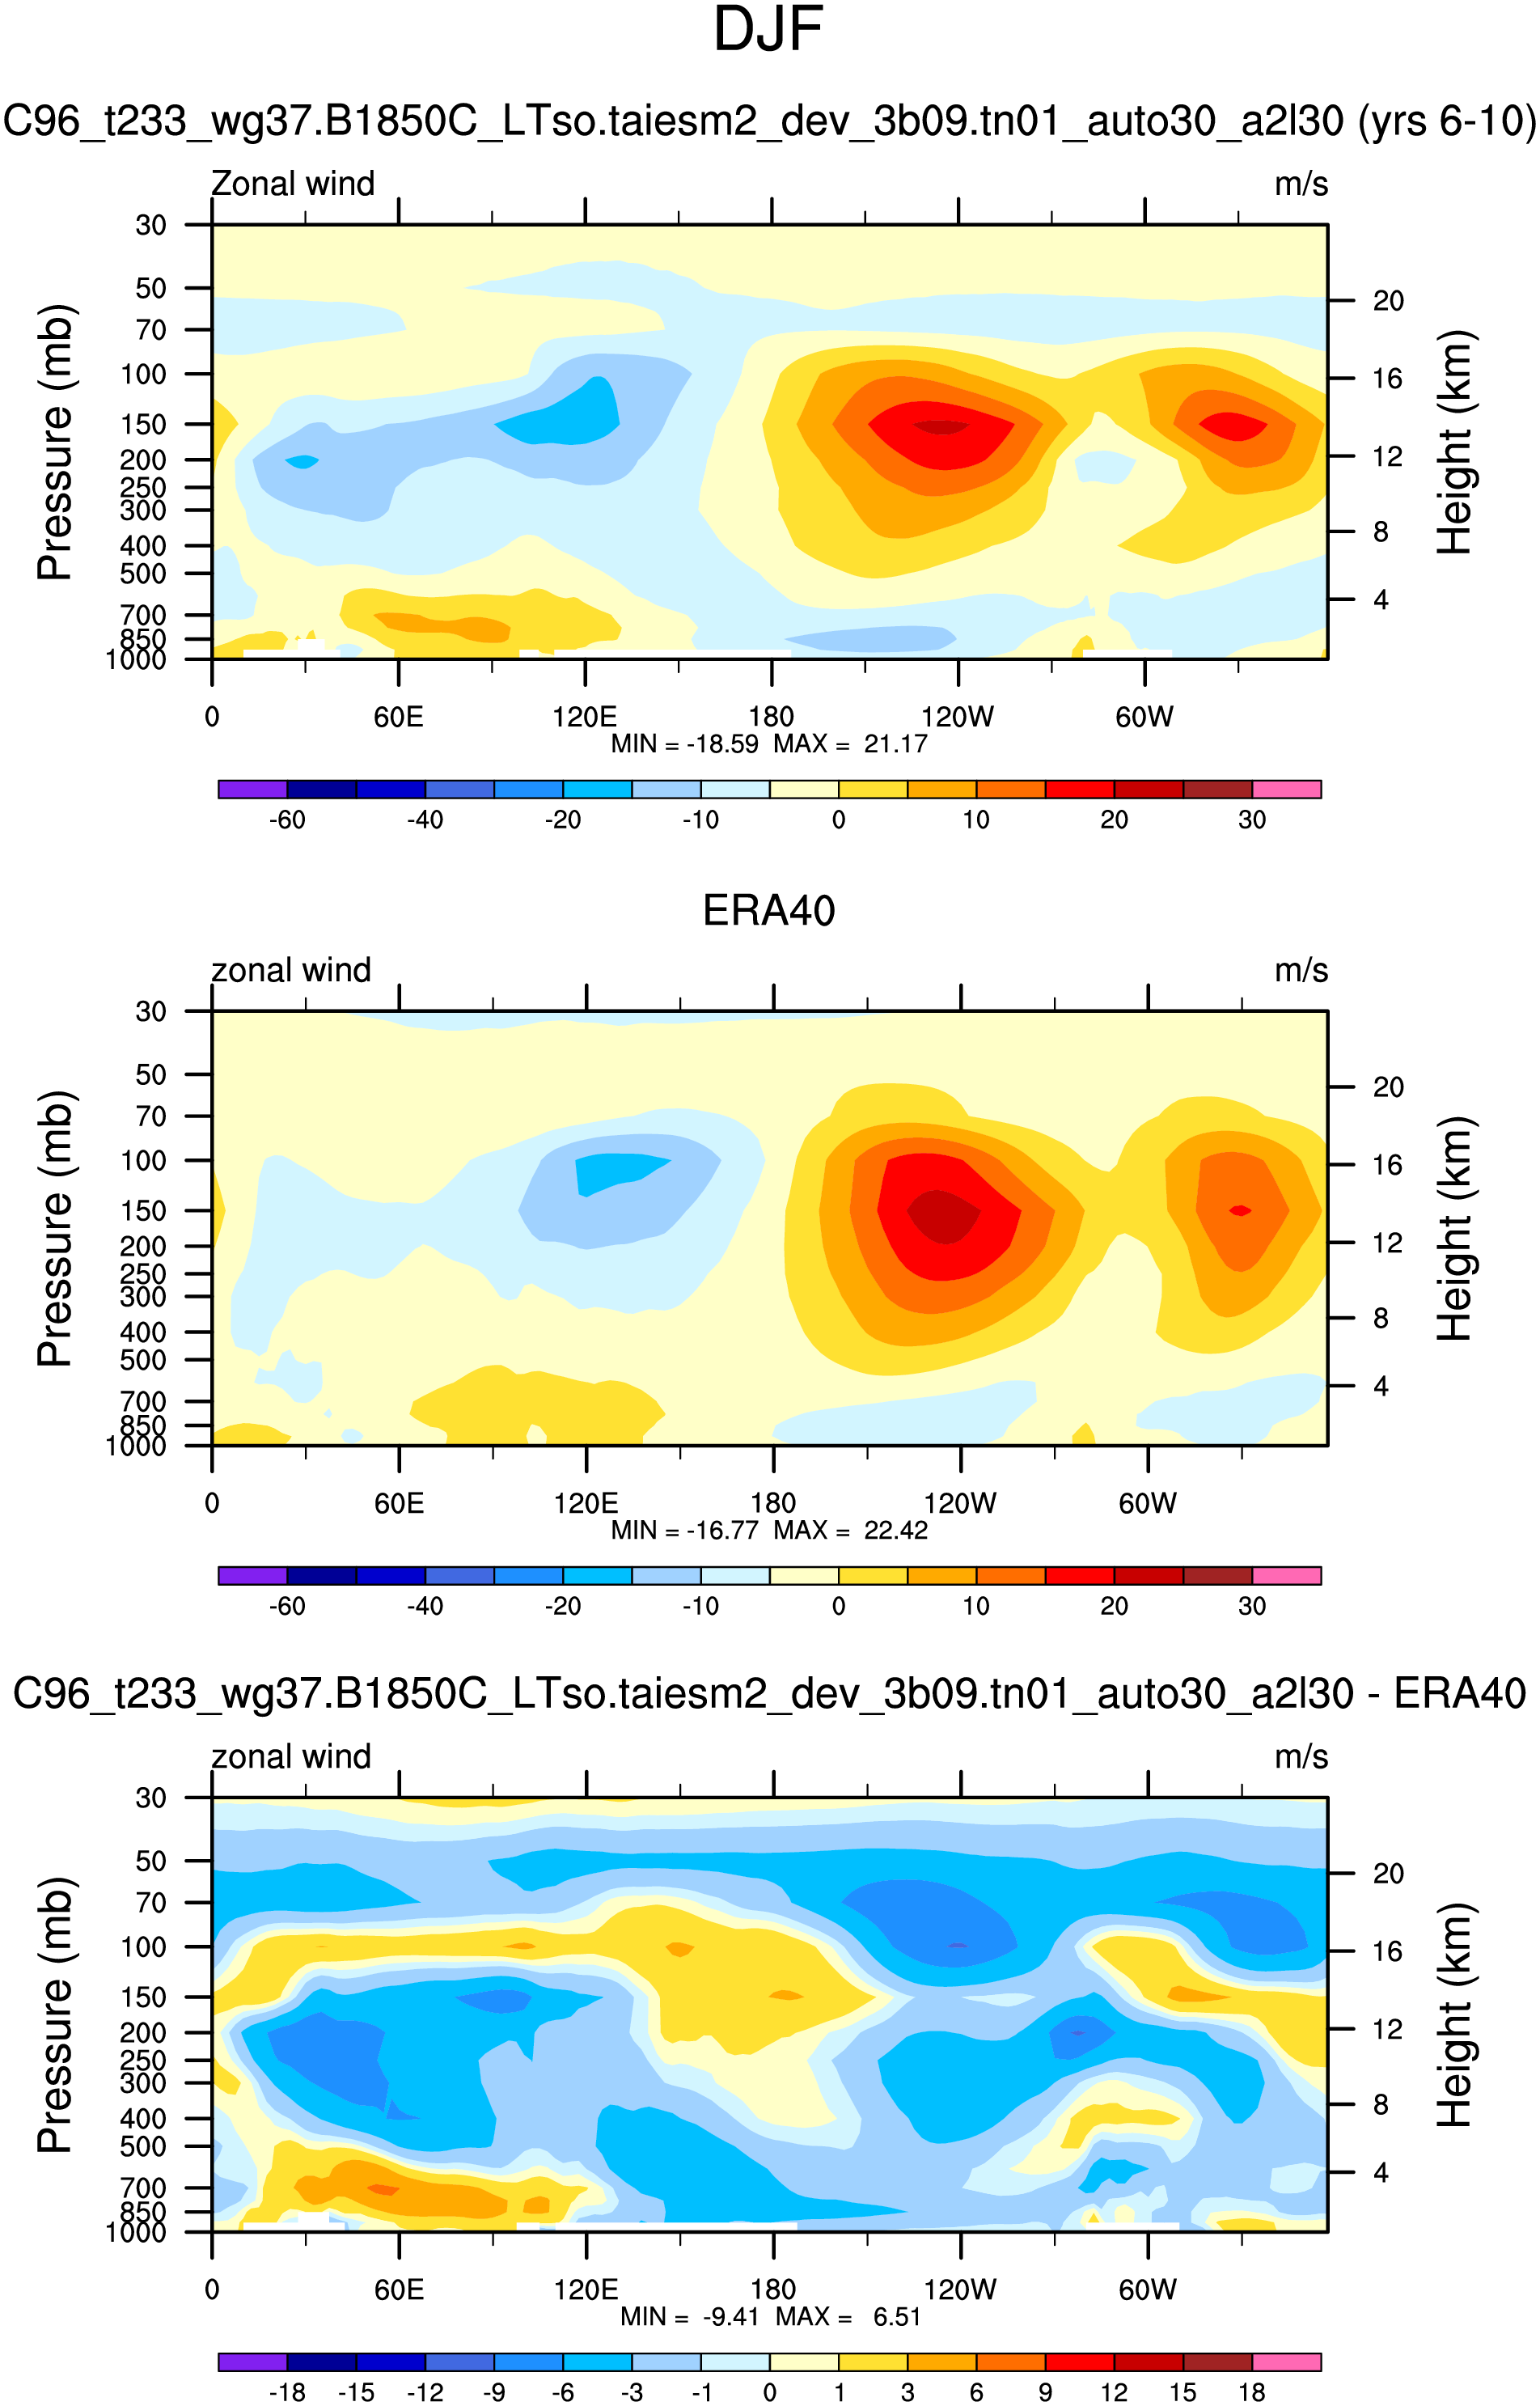 DJF
C96_t233_wg37.B1850C_LTso.taiesm2_dev_3b09.tn01_auto30_a2l30 (yrs 6-10)
Zonal wind m/s
Pressure (mb)
30
50
70
100
150
200
250
300
400
500
700
850
1000
Height (km)
20
16
12
8
4
0 60E 120E 180 120W 60W
MIN = -18.59 MAX = 21.17
-60 -40 -20 -10 0 10 20 30
ERA40
zonal wind m/s
Pressure (mb)
30
50
70
100
150
200
250
300
400
500
700
850
1000
Height (km)
20
16
12
8
4
0 60E 120E 180 120W 60W
MIN = -16.77 MAX = 22.42
-60 -40 -20 -10 0 10 20 30
C96_t233_wg37.B1850C_LTso.taiesm2_dev_3b09.tn01_auto30_a2l30 - ERA40
zonal wind m/s
Pressure (mb)
30
50
70
100
150
200
250
300
400
500
700
850
1000
Height (km)
20
16
12
8
4
0 60E 120E 180 120W 60W
MIN = -9.41 MAX = 6.51
-18 -15 -12 -9 -6 -3 -1 0 1 3 6 9 12 15 18